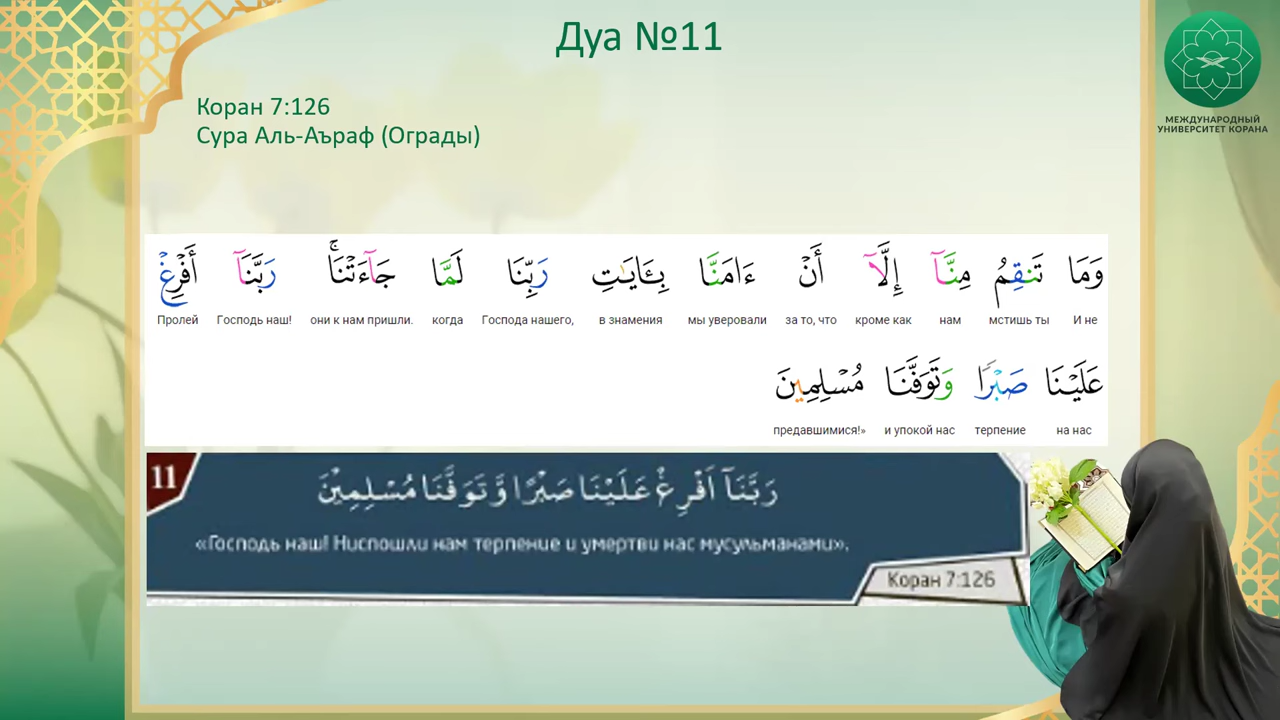 Дуа №11
МЕЖДУНАРОДНЫЙ
УНИВЕРСИТЕТ КОРАНА
Коран 7:126
Сура Аль-Аъраф (Ограды)
وَمَا تَنقِمُ مِنَّآ إِلَّآ أَنْ ءَامَنَّا بِـَٔايَـٰتِ رَبِّنَا لَمَّا جَآءَتْنَا ۚ رَبَّنَآ أَفْرِغْ
Пролей Господь наш! они к нам пришли. когда Господа нашего, в знамения мы уверовали за то, что кроме как нам мстишь ты И не
عَلَيْنَا صَبْرًا وَتَوَفَّنَا مُسْلِمِينَ
предавшимися!» и упокой нас терпение на нас
11
رَبَّنَآ اَفْرِغْ عَلَيْنَا صَبْرًا وَّتَوَفَّنَا مُسْلِمِيْنَ
«Господь наш! Ниспошли нам терпение и умертви нас мусульманами».
Коран 7:126